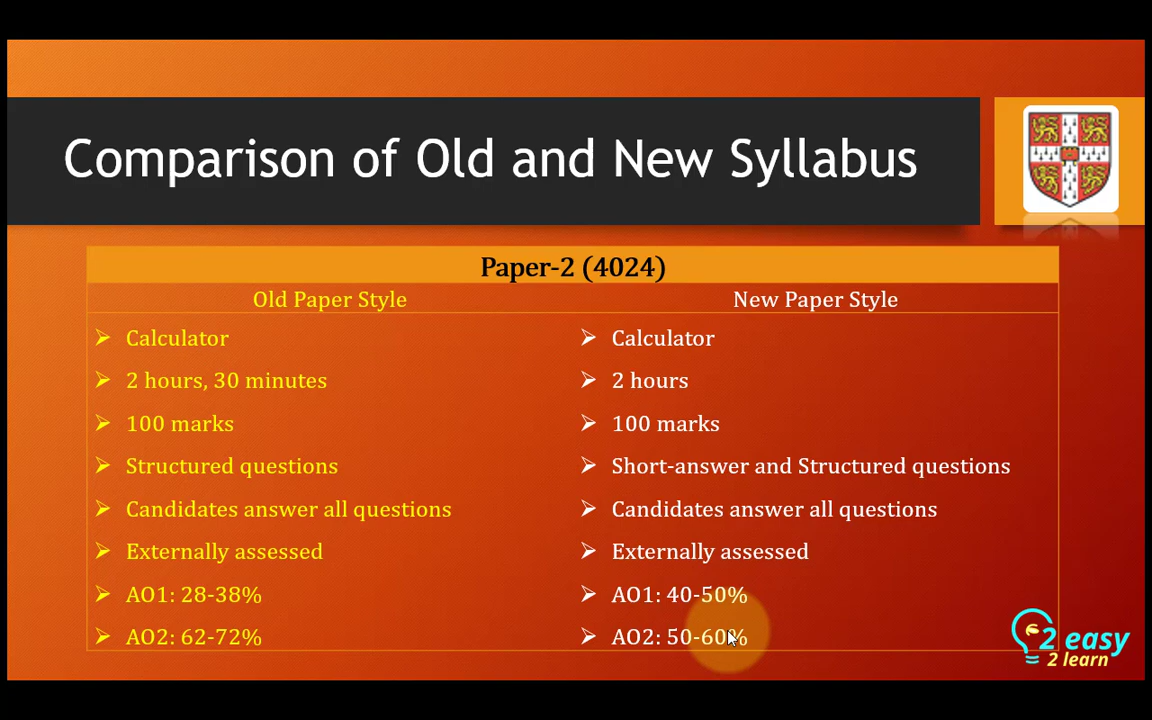 Comparison of Old and New Syllabus
Paper-2 (4024)
Old Paper Style
New Paper Style
➢ Calculator
➢ 2 hours, 30 minutes
➢ 100 marks
➢ Structured questions
➢ Candidates answer all questions
➢ Externally assessed
➢ AO1: 28-38%
➢ AO2: 62-72%
➢ Calculator
➢ 2 hours
➢ 100 marks
➢ Short-answer and Structured questions
➢ Candidates answer all questions
➢ Externally assessed
➢ AO1: 40-50%
➢ AO2: 50-60%
2 easy
2 learn